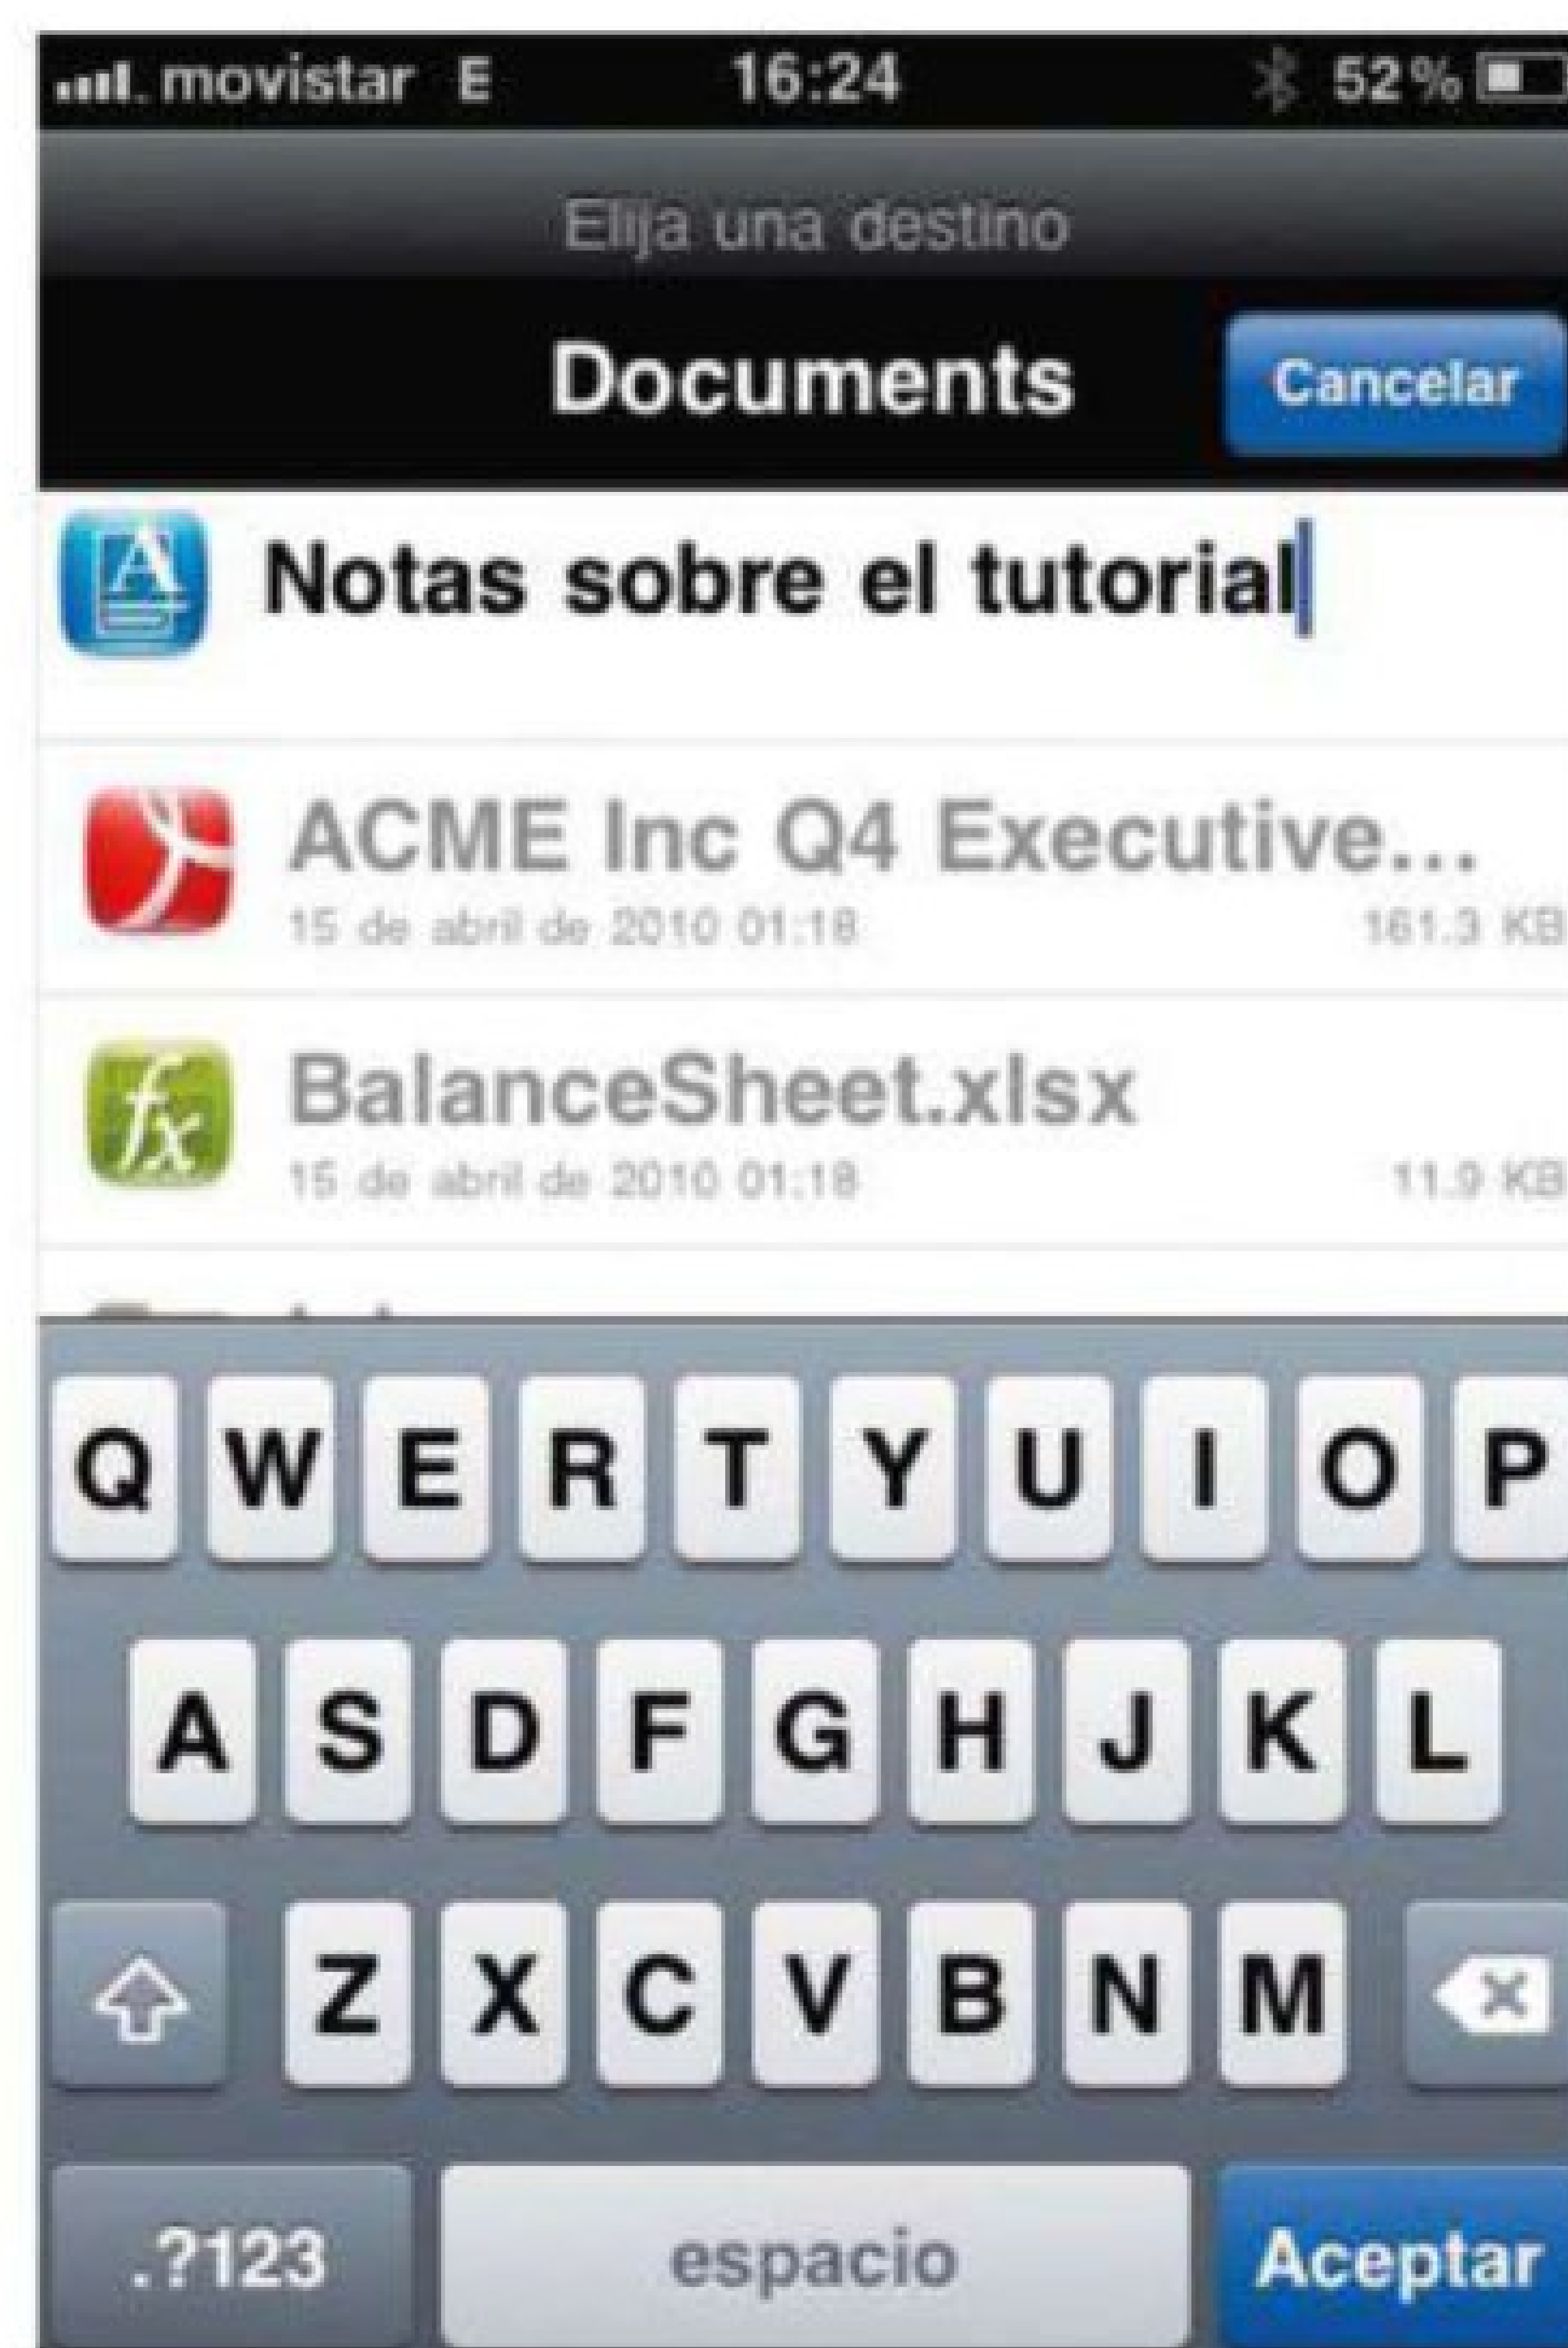 movistar E 16:24 52%
Elija una destino
Documents Cancelar
Notas sobre el tutorial
ACME Inc Q4 Executive...
15 de abril de 2010 01:18 161.3 KB
BalanceSheet.xlsx
15 de abril de 2010 01:18 11.9 KB
Q W E R T Y U I O P
A S D F G H J K L
Z X C V B N M
.?123 espacio Aceptar